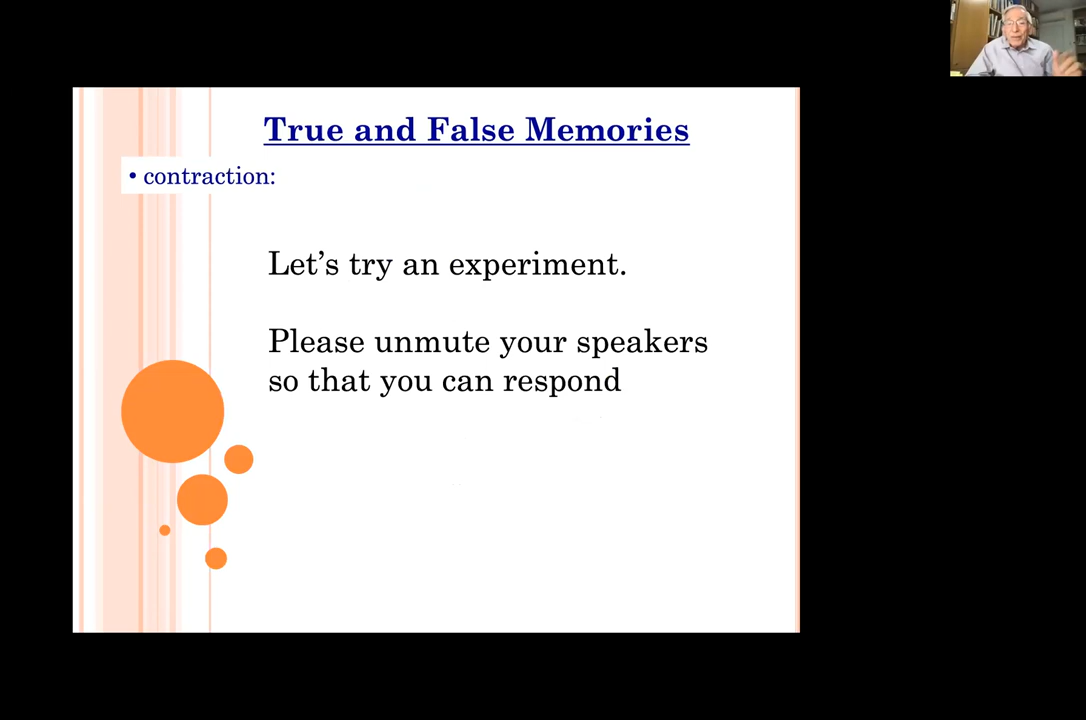 True and False Memories
• contraction:
Let's try an experiment.
Please unmute your speakers
so that you can respond